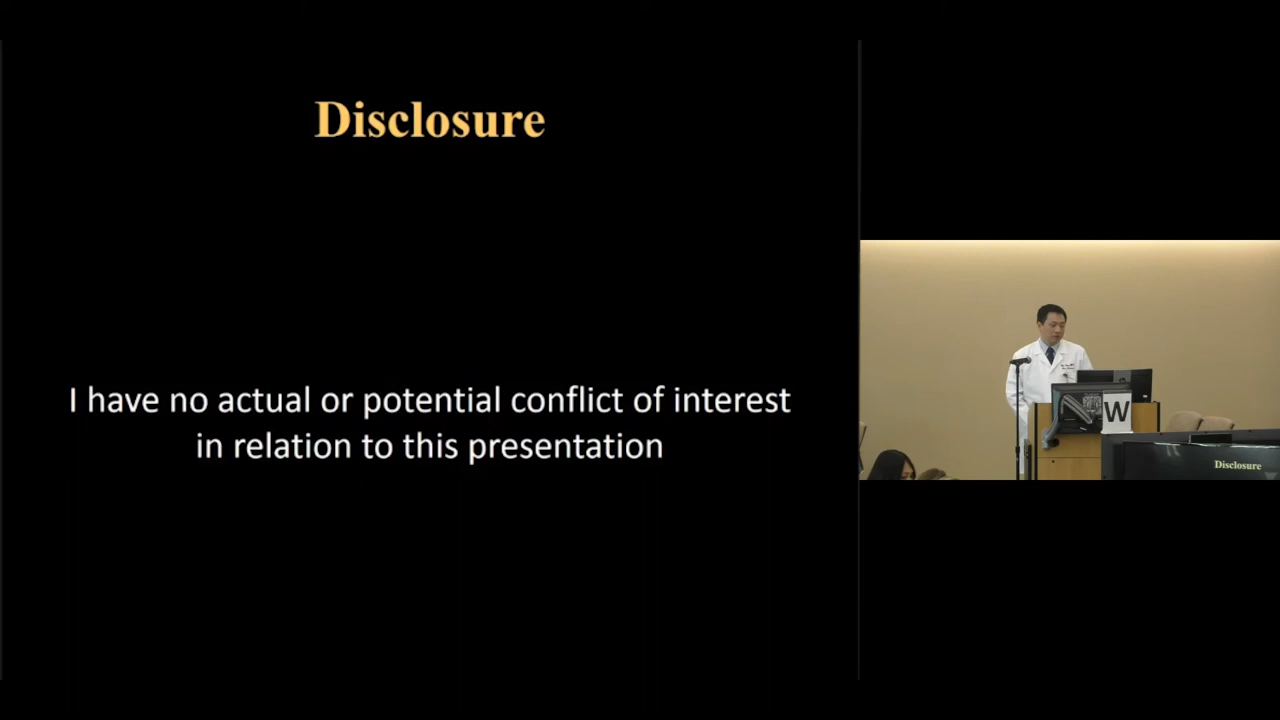 Disclosure
I have no actual or potential conflict of interest
in relation to this presentation
W
Disclosure